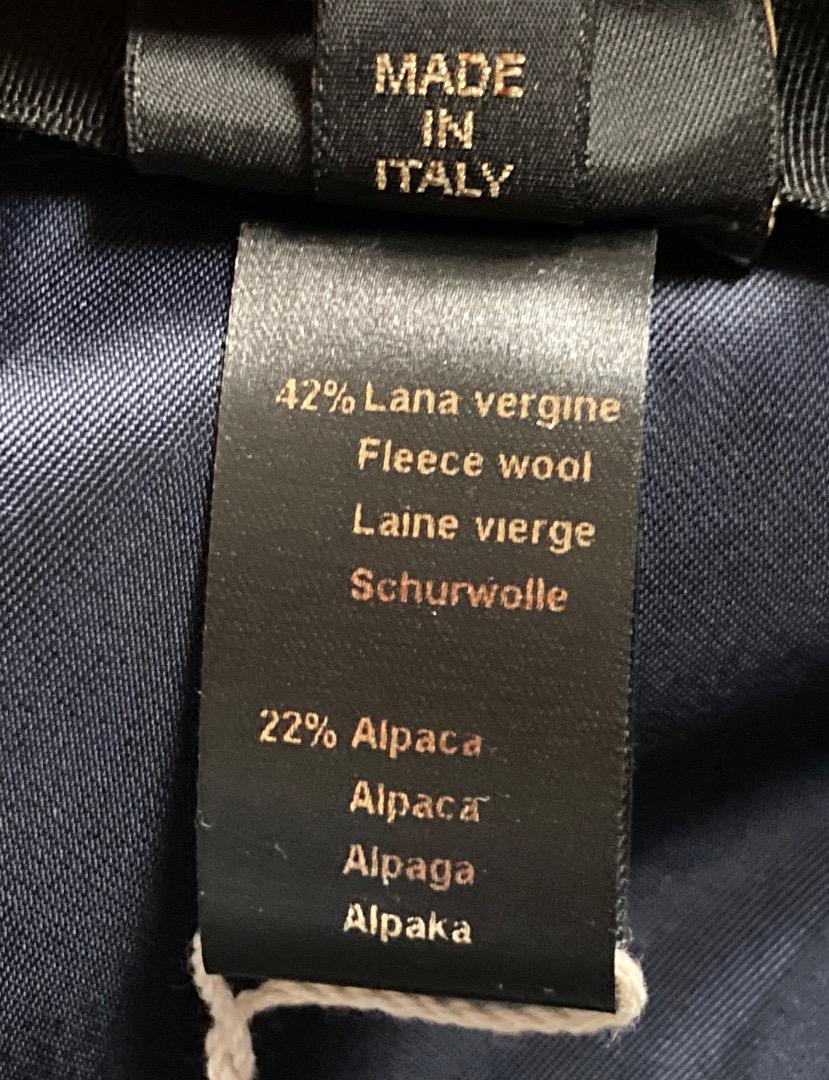 MADE
IN
ITALY
42% Lana vergine
Fleece wool
Laine vierge
Schurwolle
22% Alpaca
Alpaca
Alpaga
Alpaka